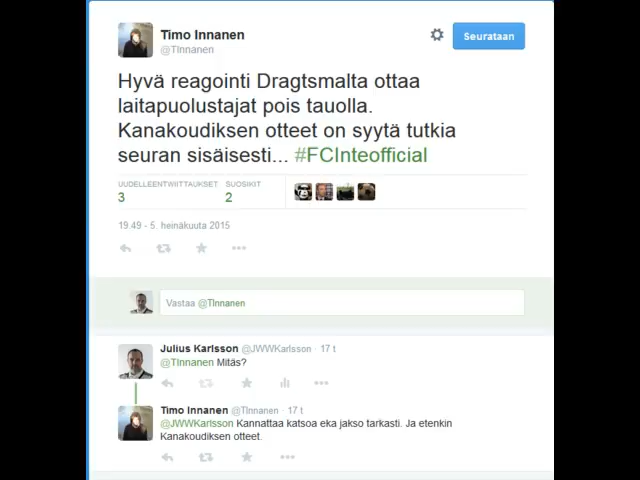 Timo Innanen
@TInnanen
Seurataan
Hyvä reagointi Dragtsmalta ottaa
laitapuolustajat pois tauolla.
Kanakoudiksen otteet on syytä tutkia
seuran sisäisesti... #FCInteofficial
UUDELLEENTWIITTAUKSET SUOSIKIT
3 2
19.49 - 5. heinäkuuta 2015
Vastaa @TInnanen
Julius Karlsson @JWWKarlsson · 17 t
@TInnanen Mitäs?
Timo Innanen @TInnanen · 17 t
@JWWKarlsson Kannattaa katsoa eka jakso tarkasti. Ja etenkin
Kanakoudiksen otteet.